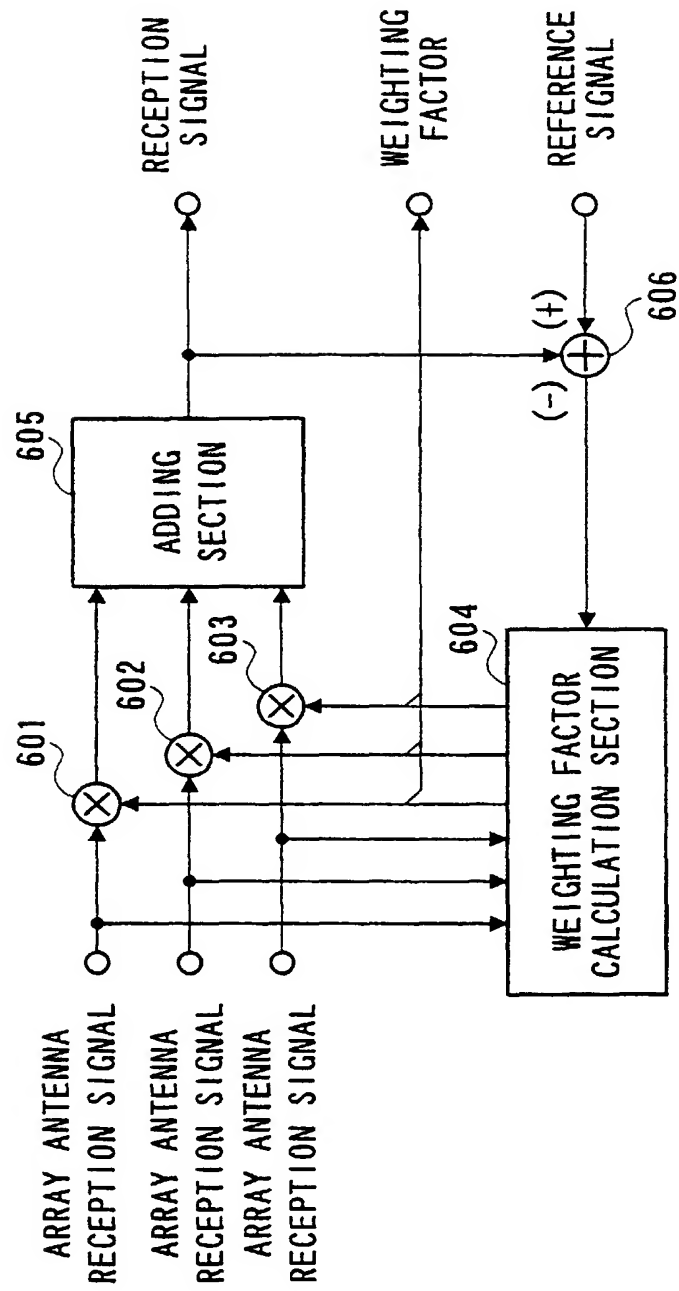 ARRAY ANTENNA
RECEPTION SIGNAL
ARRAY ANTENNA
RECEPTION SIGNAL
ARRAY ANTENNA
RECEPTION SIGNAL
601
602
603
605
ADDING
SECTION
RECEPTION
SIGNAL
WEIGHTING
FACTOR
604
WEIGHTING FACTOR
CALCULATION SECTION
(-)
(+)
606
REFERENCE
SIGNAL